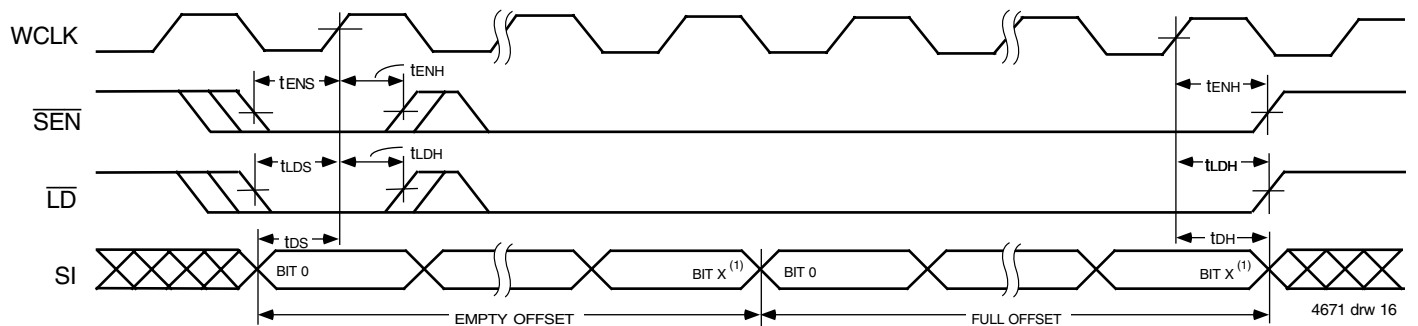 WCLK
tENS
tENH
tENH
SEN
tLDS
tLDH
tLDH
LD
tDS
tDH
SI
BIT 0
BIT X (1)
BIT 0
BIT X (1)
EMPTY OFFSET
FULL OFFSET
4671 drw 16